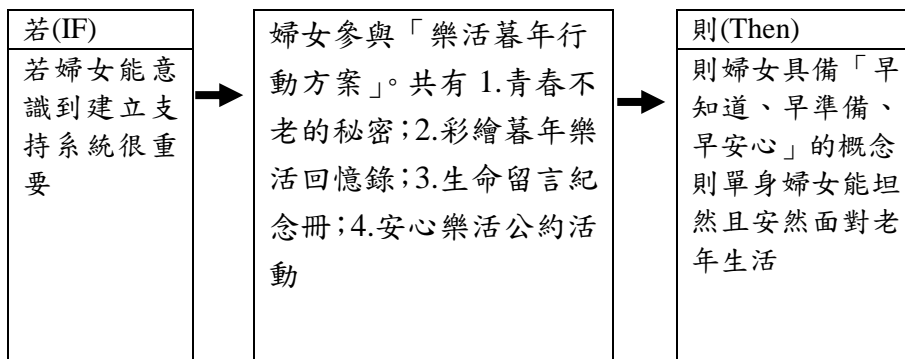 若(IF)
若婦女能意
識到建立支
持系統很重
要
婦女參與「樂活暮年行
動方案」。共有 1.青春不
老的秘密;2.彩繪暮年樂
活回憶錄;3.生命留言紀
念冊;4.安心樂活公約活
動
則(Then)
則婦女具備「早
知道、早準備、
早安心」的概念
則單身婦女能坦
然且安然面對老
年生活